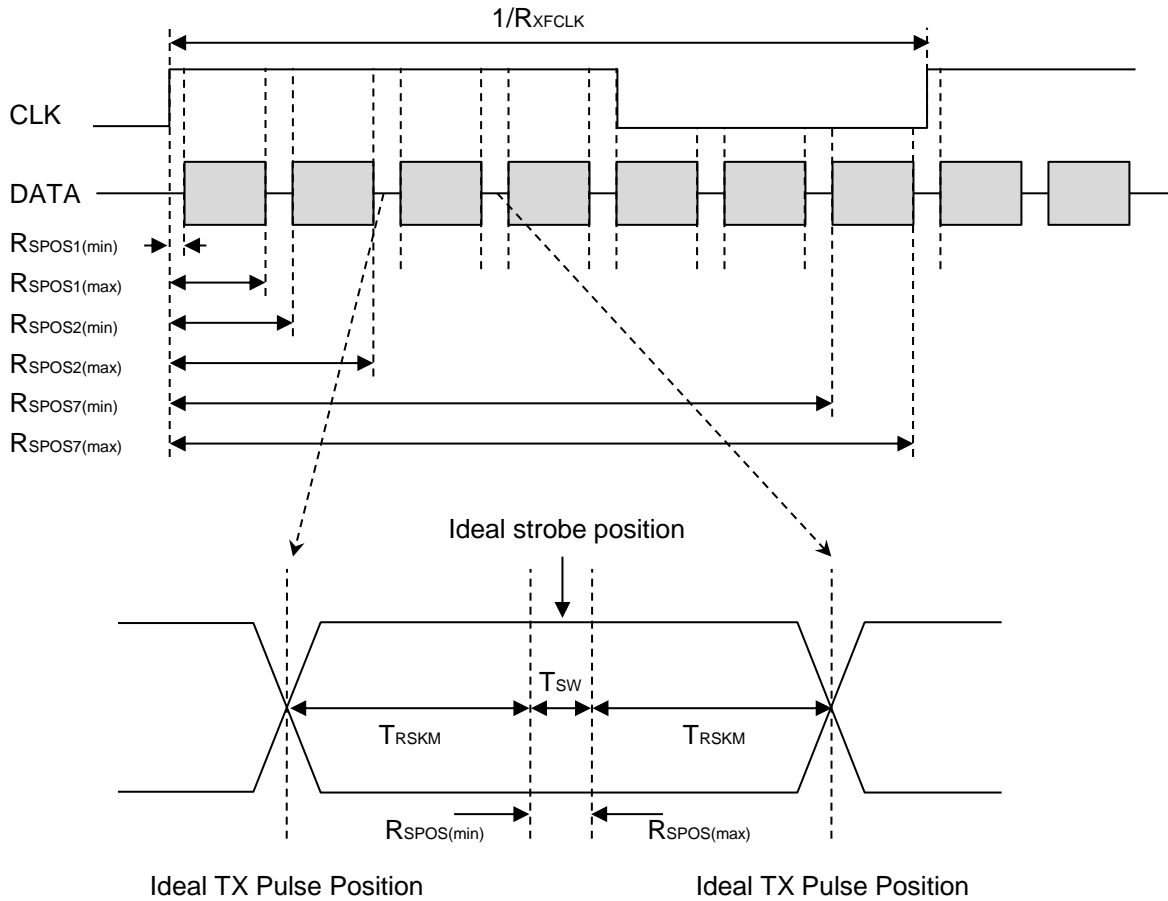 1/RXFCLK
CLK
DATA
RSPOS1(min)
RSPOS1(max)
RSPOS2(min)
RSPOS2(max)
RSPOS7(min)
RSPOS7(max)
Ideal strobe position
TSW
TRSKM TRSKM
RSPOS(min) RSPOS(max)
Ideal TX Pulse Position Ideal TX Pulse Position